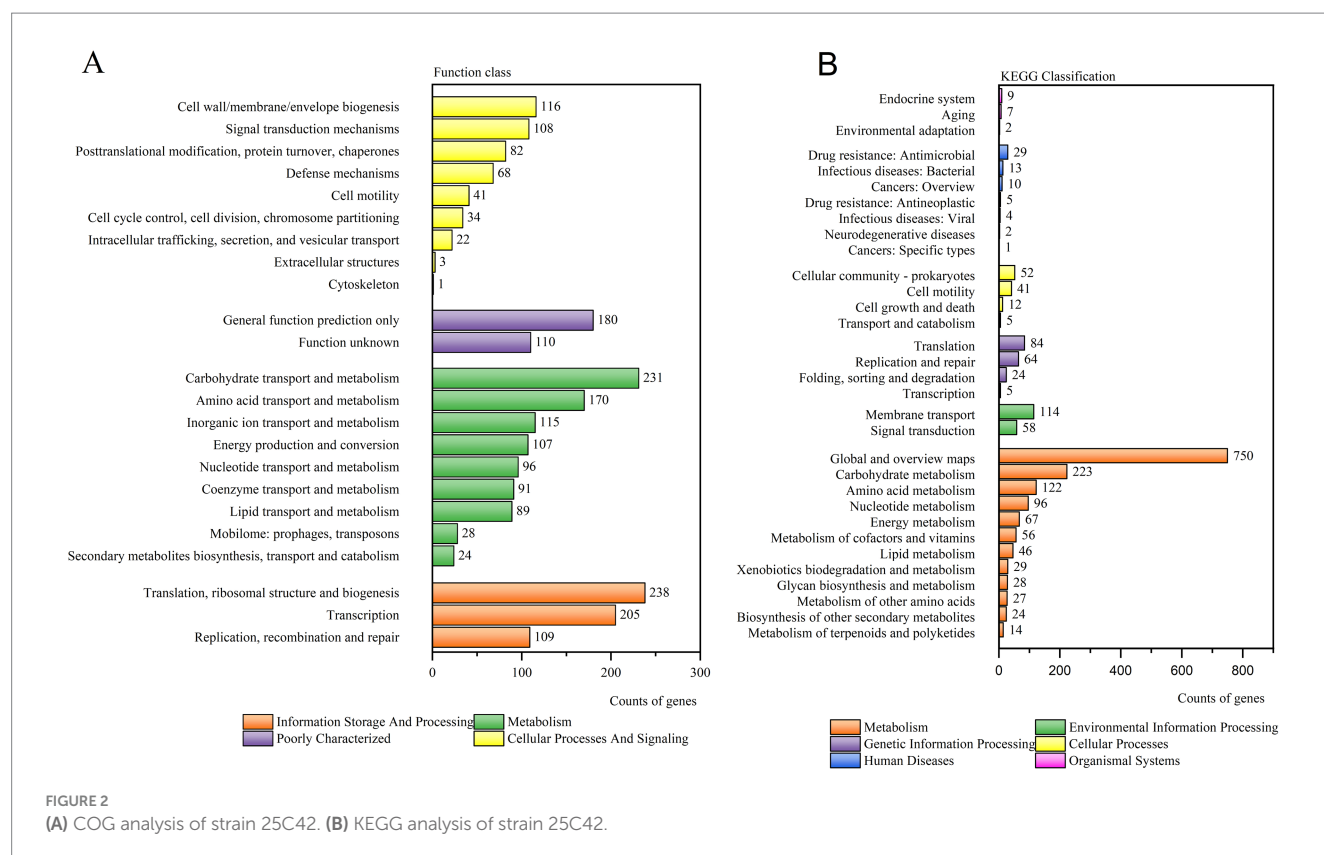 A
Function class
Cell wall/membrane/envelope biogenesis 116
Signal transduction mechanisms 108
Posttranslational modification, protein turnover, chaperones 82
Defense mechanisms 68
Cell motility 41
Cell cycle control, cell division, chromosome partitioning 34
Intracellular trafficking, secretion, and vesicular transport 22
Extracellular structures 3
Cytoskeleton 1
General function prediction only 180
Function unknown 110
Carbohydrate transport and metabolism 231
Amino acid transport and metabolism 170
Inorganic ion transport and metabolism 115
Energy production and conversion 107
Nucleotide transport and metabolism 96
Coenzyme transport and metabolism 91
Lipid transport and metabolism 89
Mobilome: prophages, transposons 28
Secondary metabolites biosynthesis, transport and catabolism 24
Translation, ribosomal structure and biogenesis 238
Transcription 205
Replication, recombination and repair 109
0 100 200 300
Counts of genes
Information Storage And Processing Metabolism
Poorly Characterized Cellular Processes And Signaling
B
KEGG Classification
Endocrine system 9
Aging 7
Environmental adaptation 2
Drug resistance: Antimicrobial 29
Infectious diseases: Bacterial 13
Cancers: Overview 10
Drug resistance: Antineoplastic 5
Infectious diseases: Viral 4
Neurodegenerative diseases 2
Cancers: Specific types 1
Cellular community - prokaryotes 52
Cell motility 41
Cell growth and death 12
Transport and catabolism 5
Translation 84
Replication and repair 64
Folding, sorting and degradation 24
Transcription 5
Membrane transport 114
Signal transduction 58
Global and overview maps 750
Carbohydrate metabolism 223
Amino acid metabolism 122
Nucleotide metabolism 96
Energy metabolism 67
Metabolism of cofactors and vitamins 56
Lipid metabolism 46
Xenobiotics biodegradation and metabolism 29
Glycan biosynthesis and metabolism 28
Metabolism of other amino acids 27
Biosynthesis of other secondary metabolites 24
Metabolism of terpenoids and polyketides 14
0 200 400 600 800
Counts of genes
Metabolism Environmental Information Processing
Genetic Information Processing Cellular Processes
Human Diseases Organismal Systems
FIGURE 2
(A) COG analysis of strain 25C42. (B) KEGG analysis of strain 25C42.